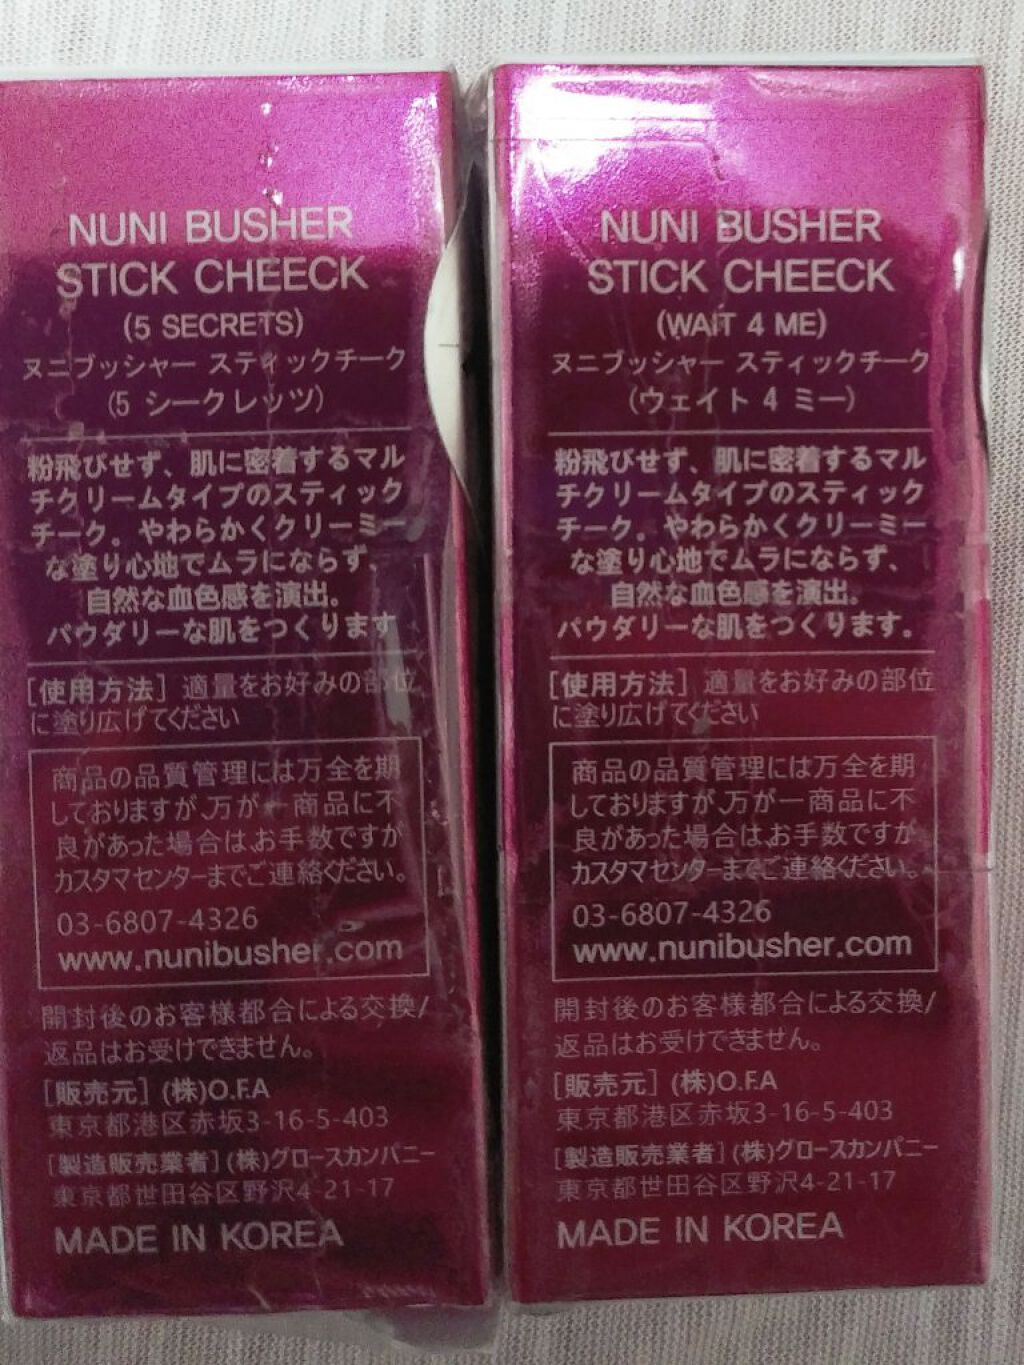 NUNI BUSHER
STICK CHEECK
(5 SECRETS)
ヌニブッシャー スティックチーク
(5 シークレッツ)
粉飛びせず、肌に密着するマル
チクリームタイプのスティック
チーク。やわらかくクリーミー
な塗り心地でムラにならず、
自然な血色感を演出。
パウダリーな肌をつくります
[使用方法] 適量をお好みの部位
に塗り広げてください
商品の品質管理には万全を期
しておりますが、万が一商品に不
良があった場合は、お手数ですが
カスタマセンターまでご連絡ください。
03-6807-4326
www.nunibusher.com
開封後のお客様都合による交換/
返品はお受けできません。
[販売元] (株)O.F.A
東京都港区赤坂3-16-5-403
[製造販売業者] (株)グロースカンパニー
東京都世田谷区野沢4-21-17
MADE IN KOREA
NUNI BUSHER
STICK CHEECK
(WAIT 4 ME)
ヌニブッシャー スティックチーク
(ウェイト 4 ミー)
粉飛びせず、肌に密着するマル
チクリームタイプのスティック
チーク。やわらかくクリーミー
な塗り心地でムラにならず、
自然な血色感を演出。
パウダリーな肌をつくります。
[使用方法] 適量をお好みの部位
に塗り広げてください
商品の品質管理には万全を期
しておりますが、万が一商品に不
良があった場合は、お手数ですが
カスタマセンターまでご連絡ください。
03-6807-4326
www.nunibusher.com
開封後のお客様都合による交換/
返品はお受けできません。
[販売元] (株)O.F.A
東京都港区赤坂3-16-5-403
[製造販売業者] (株)グロースカンパニー
東京都世田谷区野沢4-21-17
MADE IN KOREA